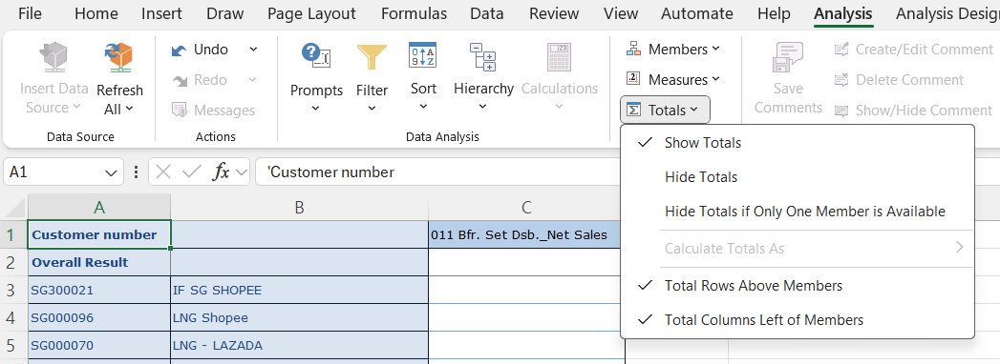 File Home Insert Draw Page Layout Formulas Data Review View Automate Help Analysis Analysis Desig
Insert Data Source
Refresh All
Undo
Redo
Messages
Prompts
Filter
Sort
Hierarchy
Calculations
Members
Measures
Totals
Save Comments
Create/Edit Comment
Delete Comment
Show/Hide Comment
Data Source
Actions
Data Analysis
Show Totals
Hide Totals
Hide Totals if Only One Member is Available
Calculate Totals As
Total Rows Above Members
Total Columns Left of Members
A1
fx
'Customer number
A B C
1 Customer number 011 Bfr. Set Dsb._Net Sales
2 Overall Result
3 SG300021 IF SG SHOPEE
4 SG000096 LNG Shopee
5 SG000070 LNG - LAZADA